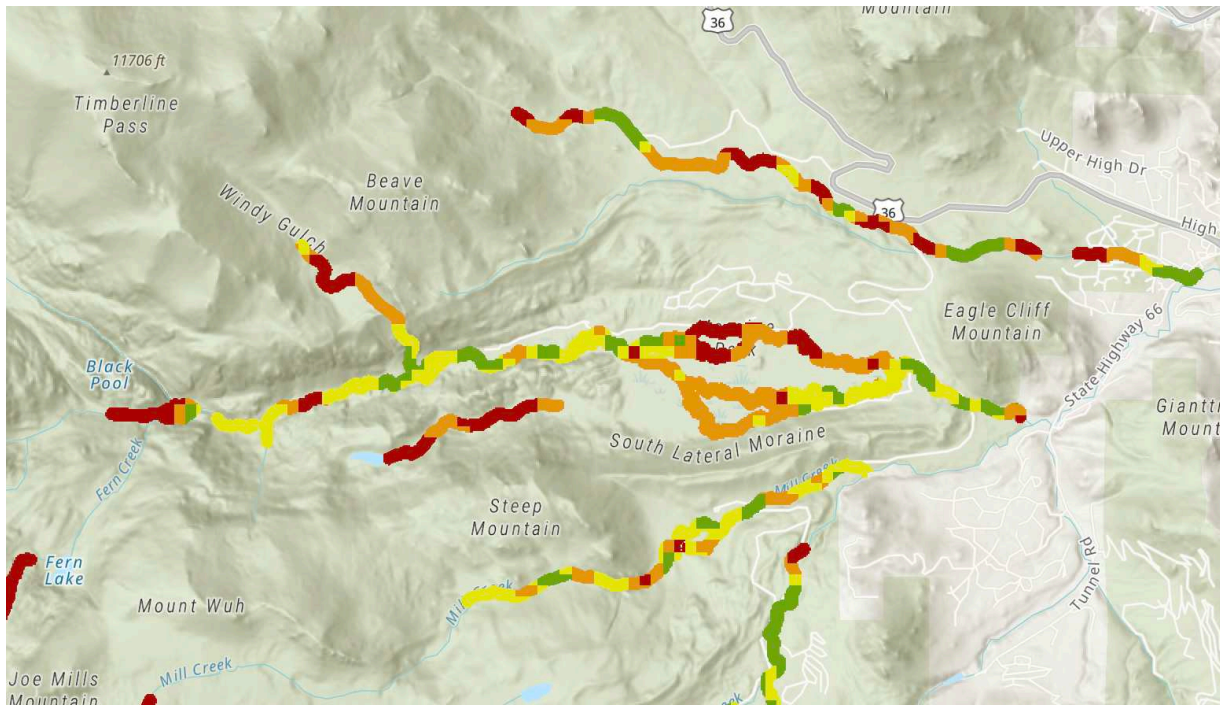 Mountain
36
11706 ft
Timberline
Pass
Upper High Dr
Beave
Mountain
Windy Gulch
36
High
Eagle Cliff
Mountain
State Highway 66
Black
Pool
Giantt
Mount
South Lateral Moraine
Fern Creek
Mill Creek
Steep
Mountain
Fern
Lake
Tunnel Rd
Mount Wuh
Mill Creek
Joe Mills
Mountain